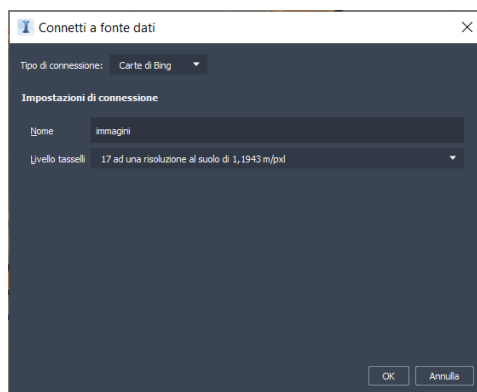 Connetti a fonte dati
Tipo di connessione: Carte di Bing
Impostazioni di connessione
Nome immagini
Livello tasselli 17 ad una risoluzione al suolo di 1,1943 m/pxl
OK Annulla